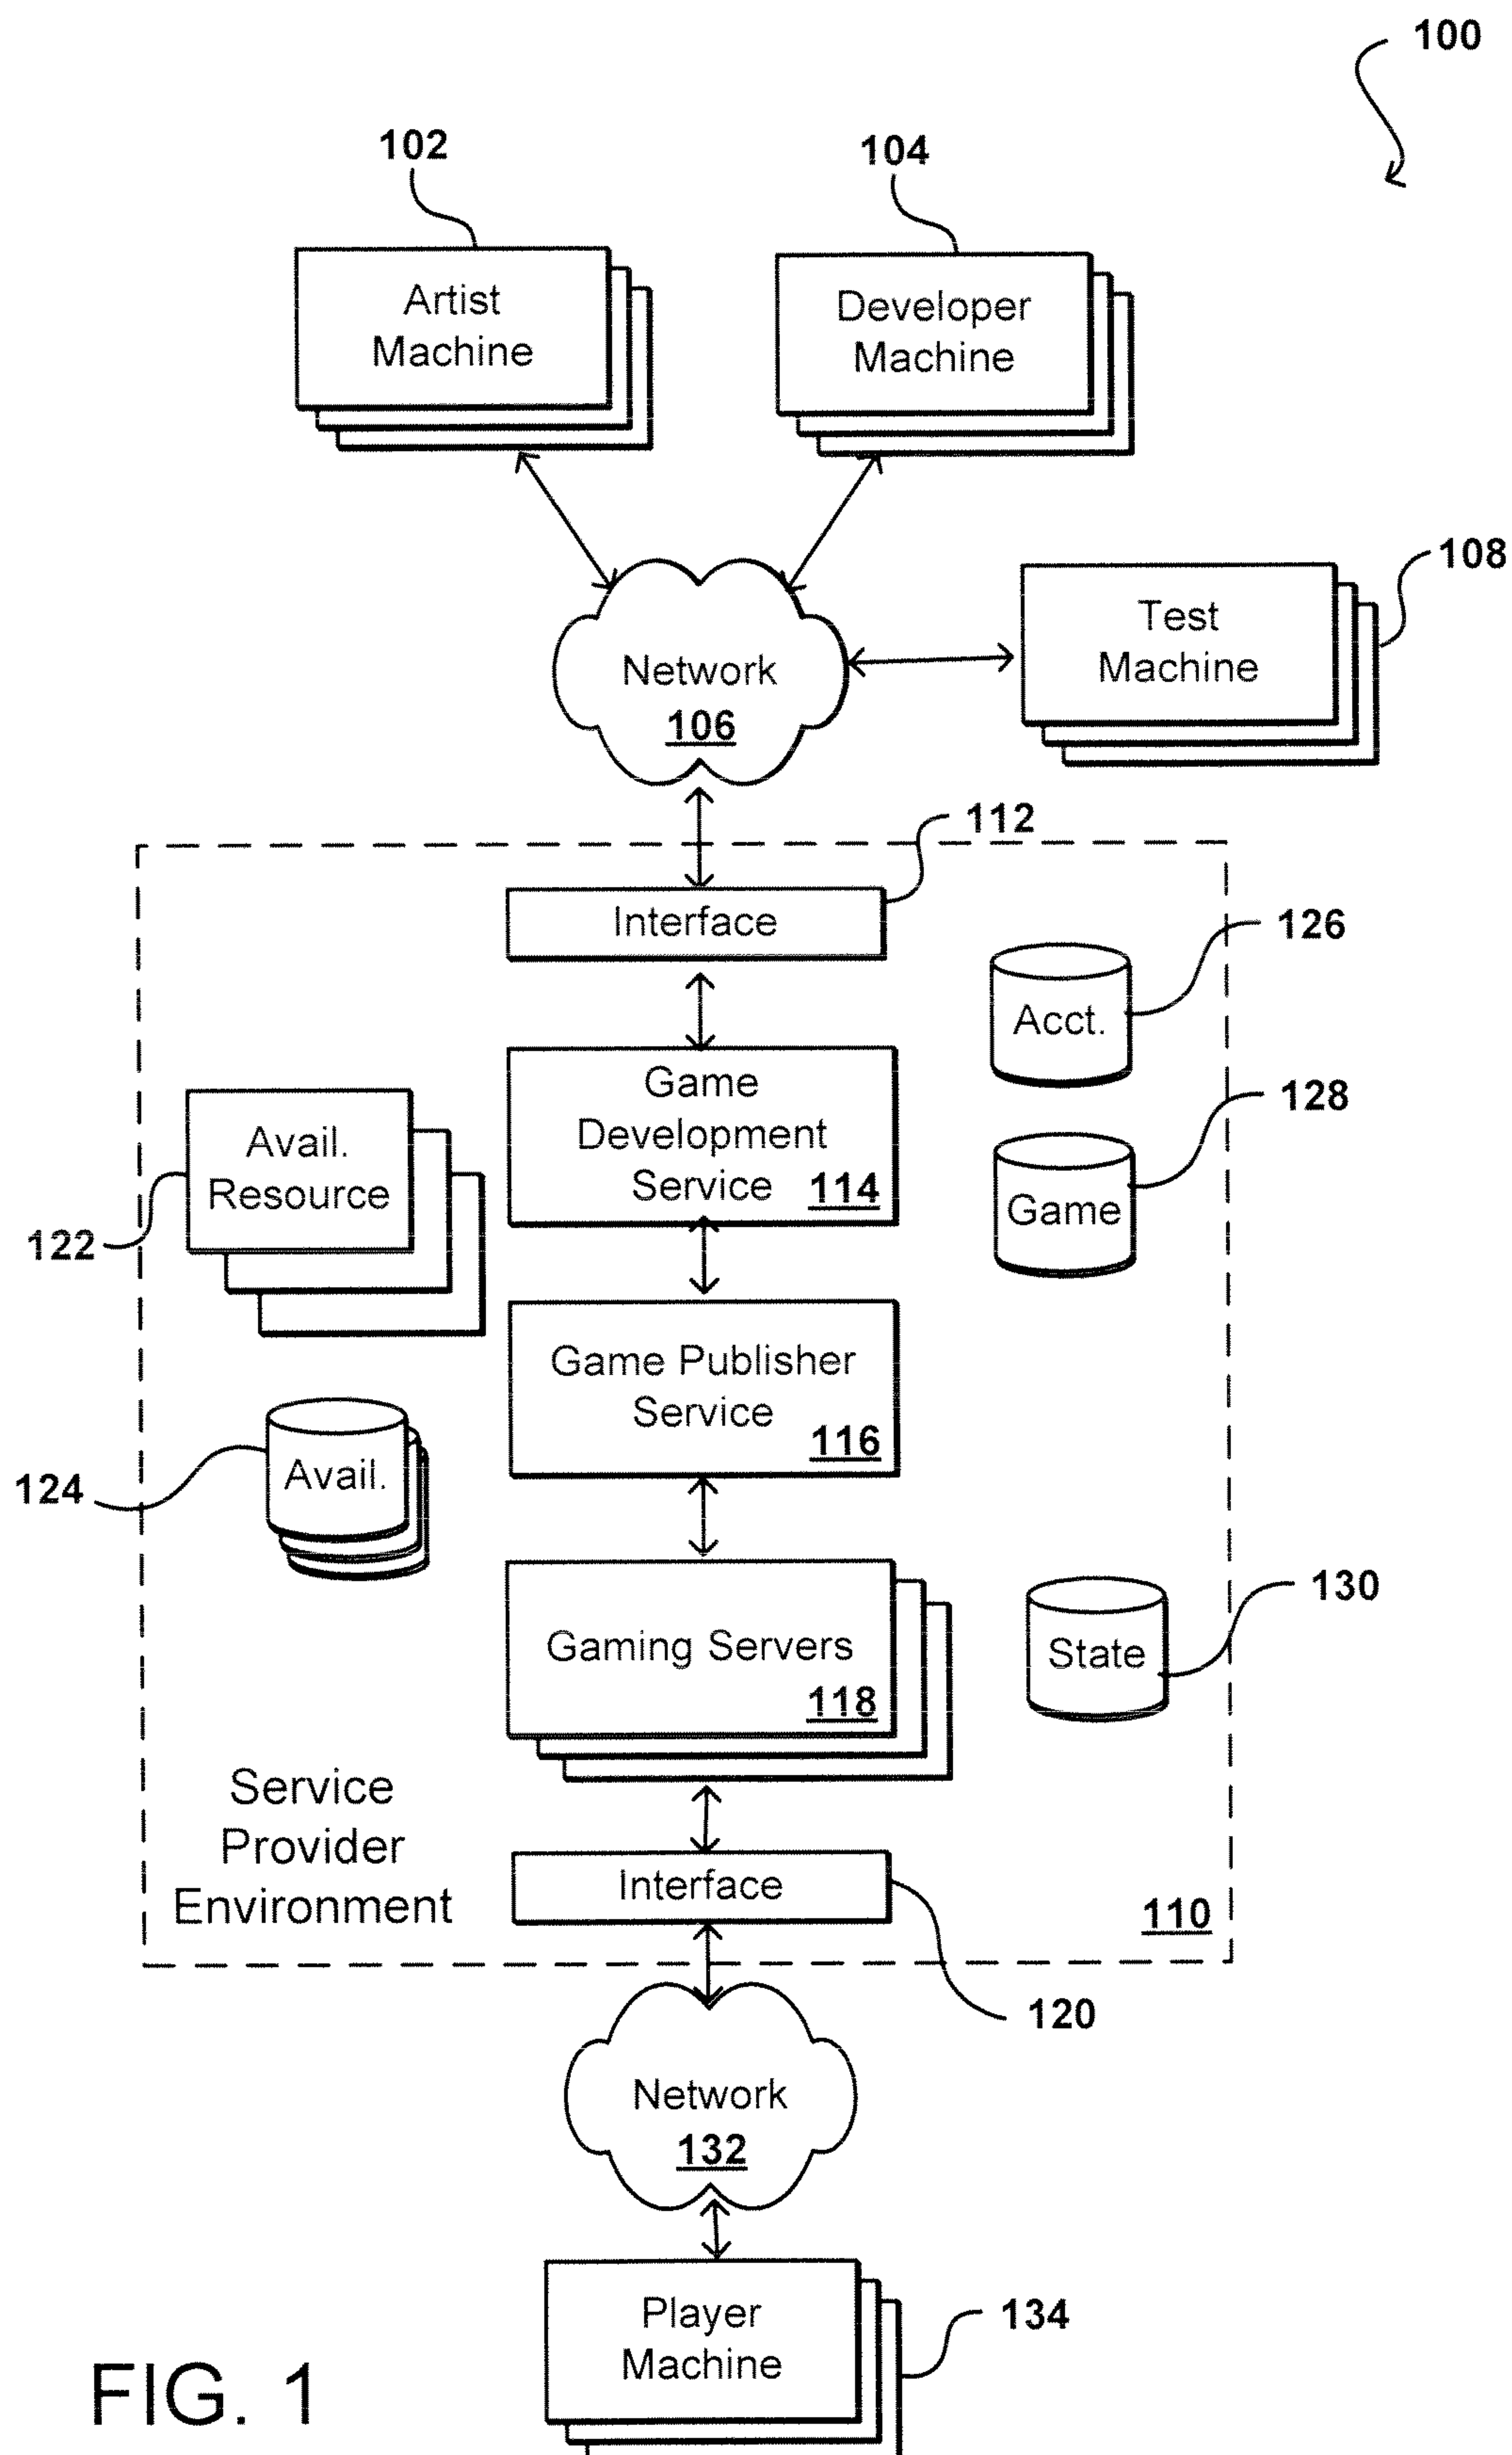 100
102
104
Artist
Machine
Developer
Machine
108
Test
Machine
Network
106
112
Interface
126
Acct.
Game
Development
Service 114
128
Game
Avail.
Resource
122
Game Publisher
Service
116
124
Avail.
Gaming Servers
118
130
State
Service
Provider
Environment
Interface
110
120
Network
132
Player
Machine
134
FIG. 1